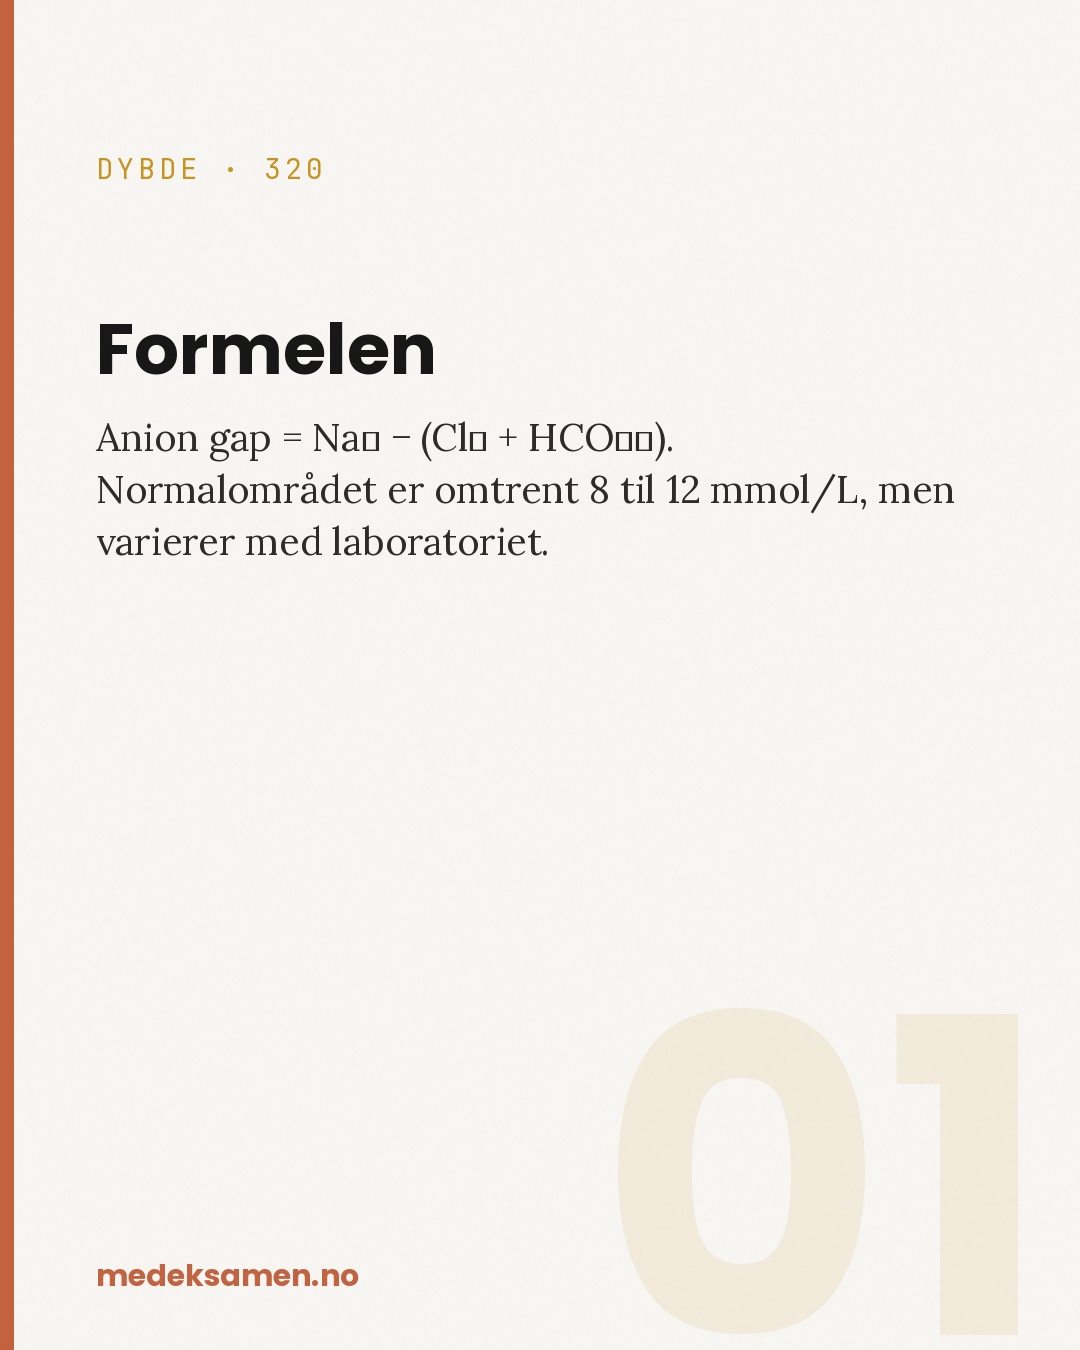 DYBDE · 320
Formelen
Anion gap = Na▯ − (Cl▯ + HCO▯▯).
Normalområdet er omtrent 8 til 12 mmol/L, men
varierer med laboratoriet.
01
medeksamen.no